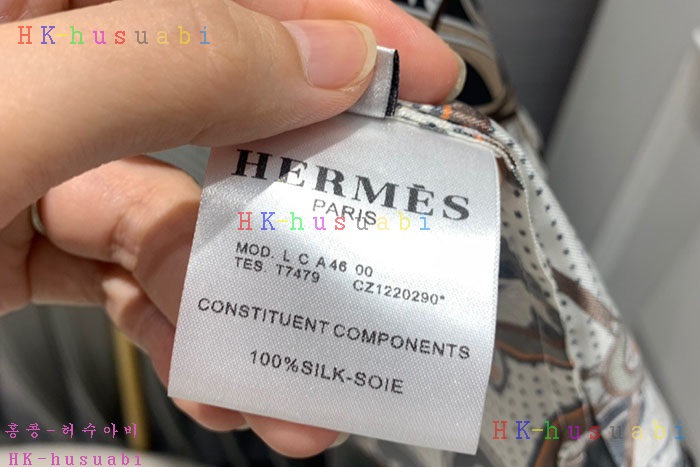 HK-husuabi
HERMÈS
PARIS
HK-husuabi
MOD. L C A46 00
TES. T7479 CZ1220290*
CONSTITUENT COMPONENTS
100%SILK-SOIE
홍콩-허수아비
HK-husuabi
HK-husuabi